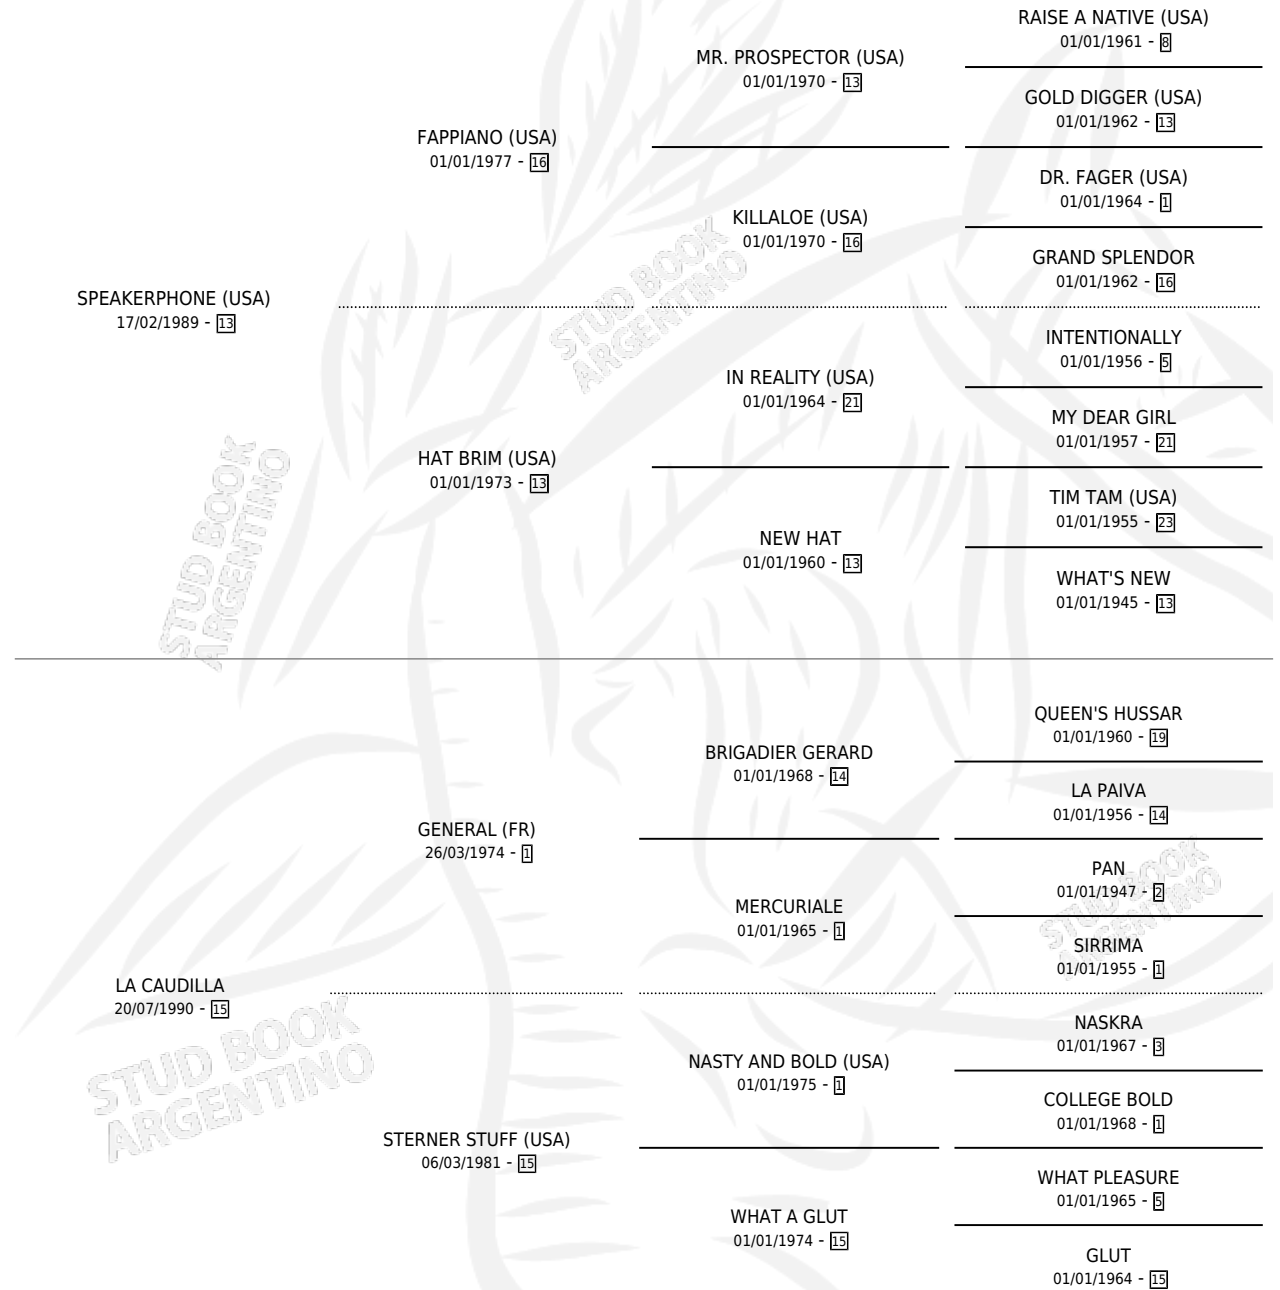 RAISE A NATIVE (USA)
01/01/1961 - 8
MR. PROSPECTOR (USA)
01/01/1970 - 13
GOLD DIGGER (USA)
01/01/1962 - 13
FAPPIANO (USA)
01/01/1977 - 16
DR. FAGER (USA)
01/01/1964 - 1
KILLALOE (USA)
01/01/1970 - 16
GRAND SPLENDOR
01/01/1962 - 16
SPEAKERPHONE (USA)
17/02/1989 - 13
INTENTIONALLY
01/01/1956 - 5
IN REALITY (USA)
01/01/1964 - 21
MY DEAR GIRL
01/01/1957 - 21
HAT BRIM (USA)
01/01/1973 - 13
TIM TAM (USA)
01/01/1955 - 23
NEW HAT
01/01/1960 - 13
WHAT'S NEW
01/01/1945 - 13
QUEEN'S HUSSAR
01/01/1960 - 19
BRIGADIER GERARD
01/01/1968 - 14
LA PAIVA
01/01/1956 - 14
GENERAL (FR)
26/03/1974 - 1
PAN
01/01/1947 - 2
MERCURIALE
01/01/1965 - 1
SIRRIMA
01/01/1955 - 1
LA CAUDILLA
20/07/1990 - 15
NASKRA
01/01/1967 - 3
NASTY AND BOLD (USA)
01/01/1975 - 1
COLLEGE BOLD
01/01/1968 - 1
STERNER STUFF (USA)
06/03/1981 - 15
WHAT PLEASURE
01/01/1965 - 5
WHAT A GLUT
01/01/1974 - 15
GLUT
01/01/1964 - 15
STUD BOOK
ARGENTINO
STUD BOOK
ARGENTINO
STUD BOOK
ARGENTINO
STUD BOOK
ARGENTINO